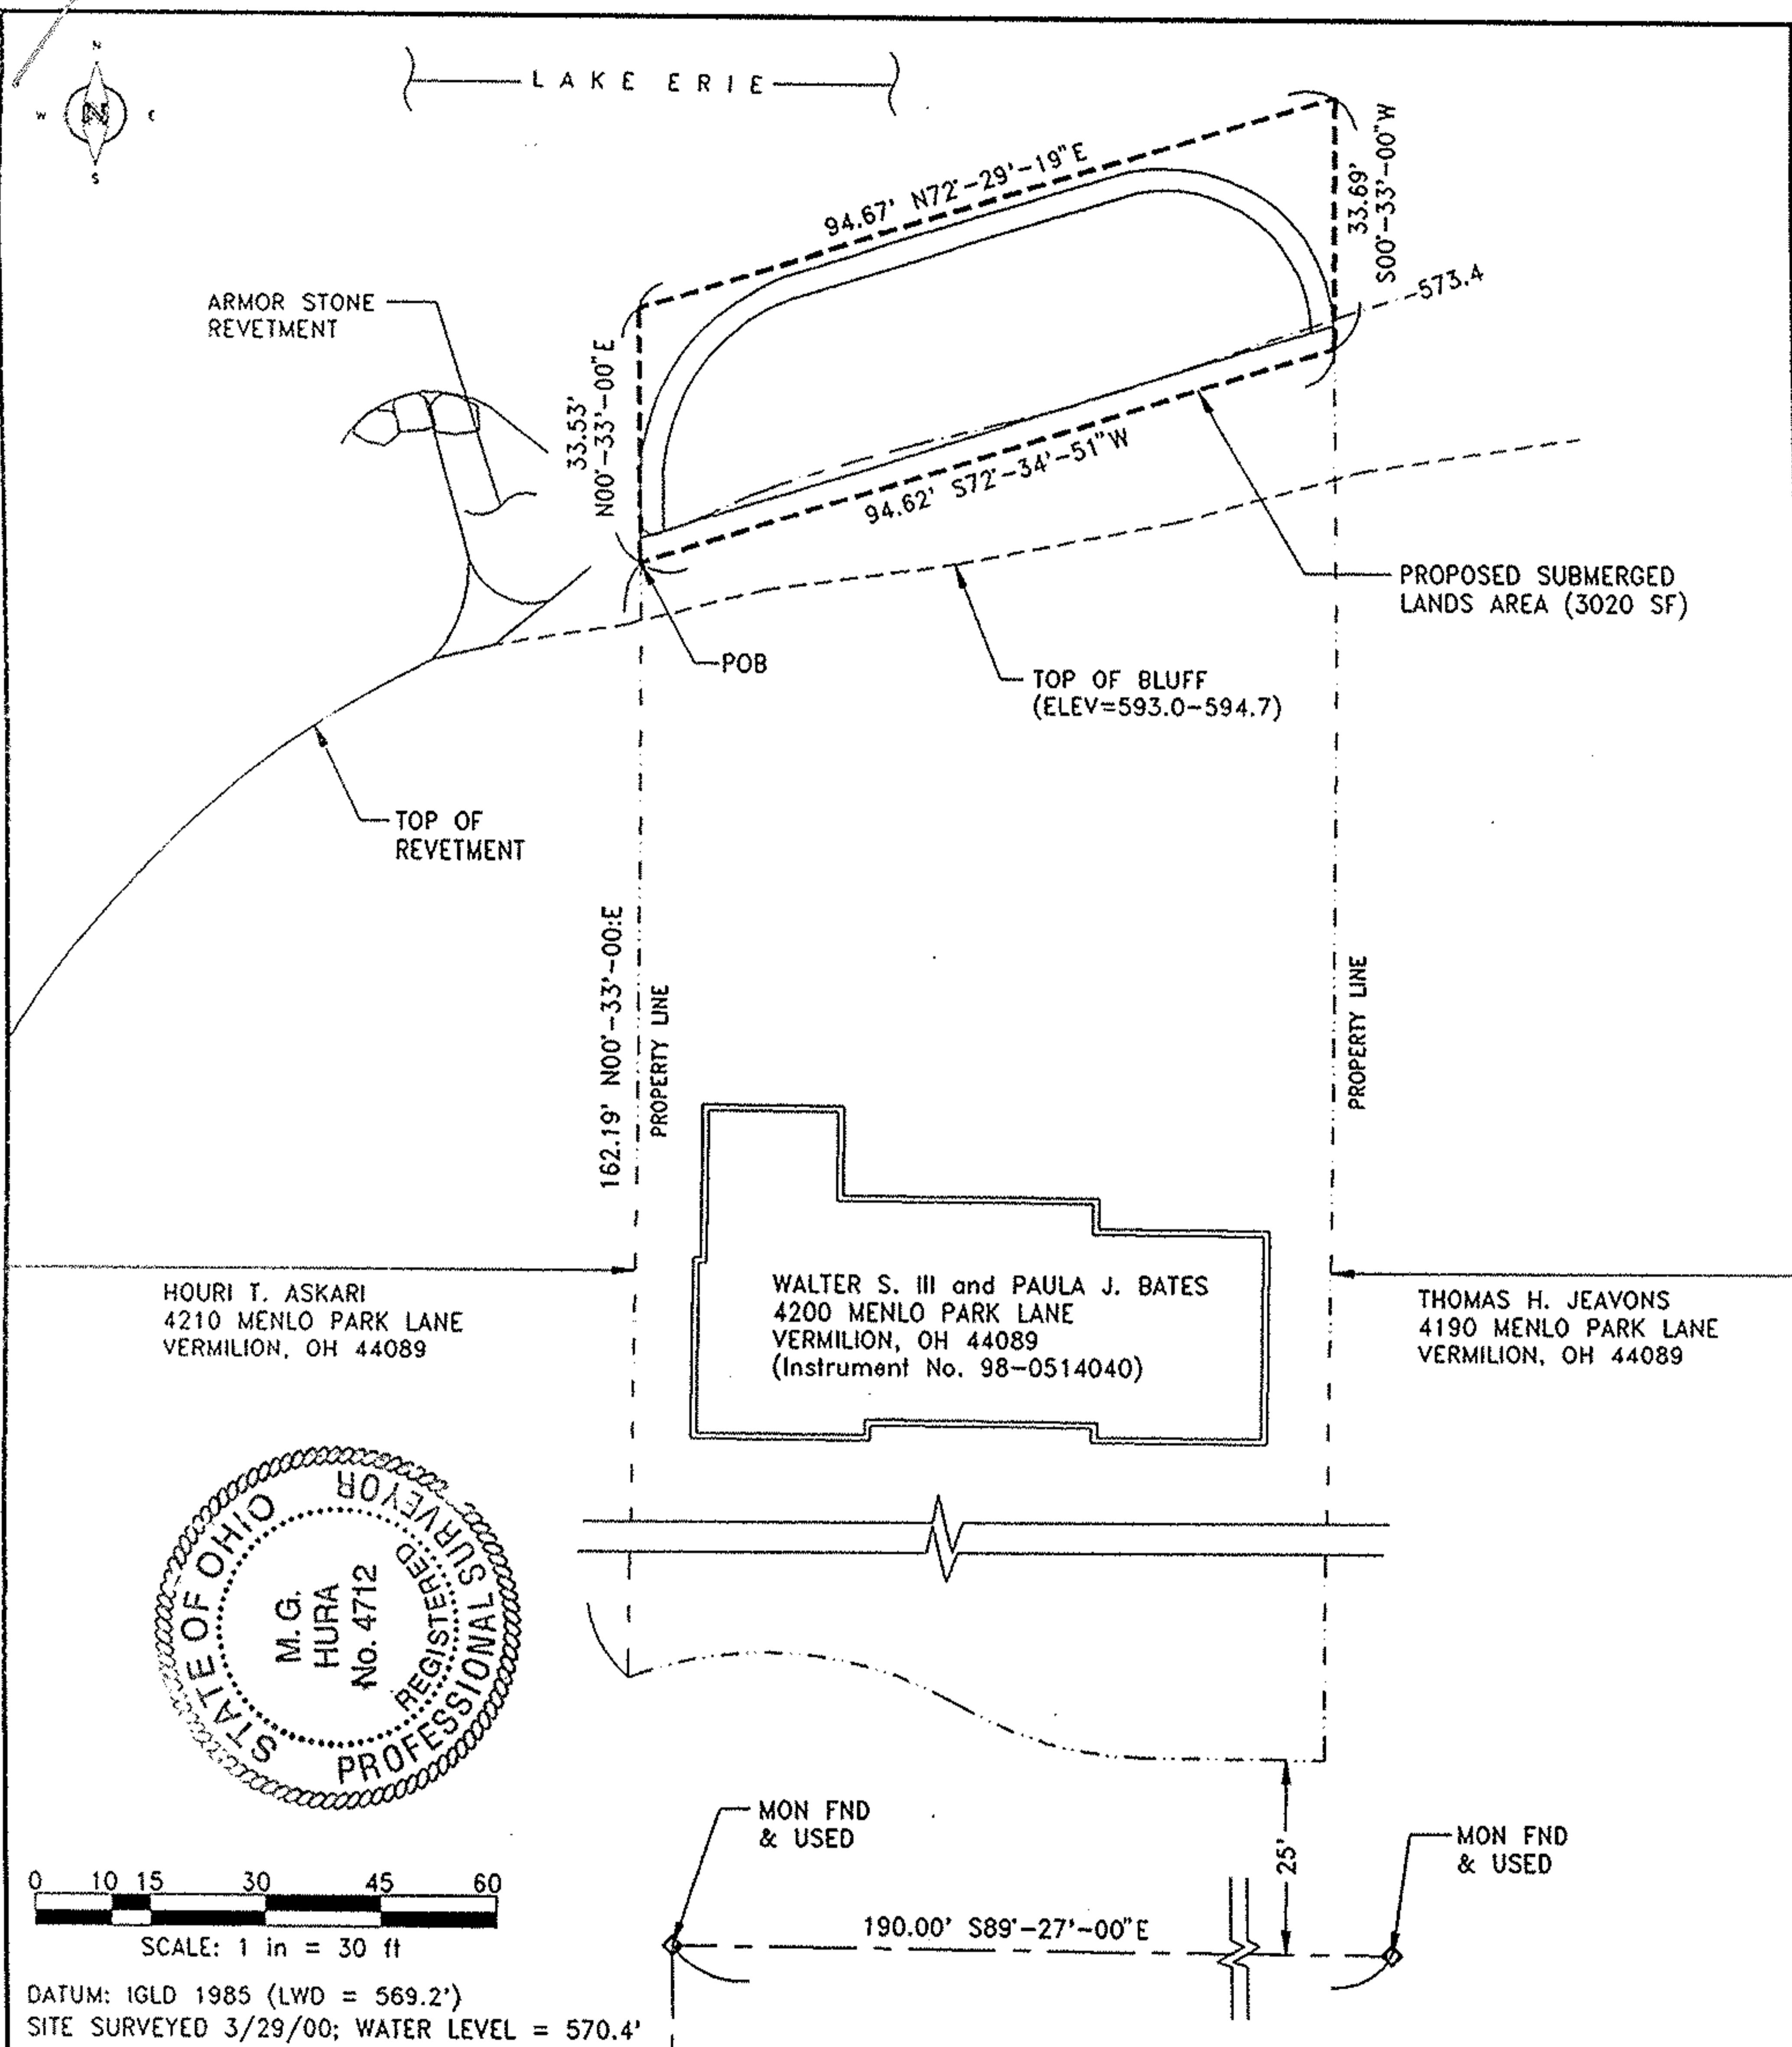 N
W
N
E
S
LAKE ERIE
94.67' N72°-29'-19"E
33.69'
S00°-33'-00"W
573.4
ARMOR STONE
REVETMENT
33.53'
N00°-33'-00"E
94.62' S72°-34'-51"W
PROPOSED SUBMERGED
LANDS AREA (3020 SF)
POB
TOP OF BLUFF
(ELEV=593.0-594.7)
TOP OF
REVETMENT
162.19' N00°-33'-00:E
PROPERTY LINE
PROPERTY LINE
HOURI T. ASKARI
4210 MENLO PARK LANE
VERMILION, OH 44089
WALTER S. III and PAULA J. BATES
4200 MENLO PARK LANE
VERMILION, OH 44089
(Instrument No. 98-0514040)
THOMAS H. JEAVONS
4190 MENLO PARK LANE
VERMILION, OH 44089
STATE OF OHIO
M.G.
HURA
No. 4712
REGISTERED
PROFESSIONAL SURVEYOR
MON FND
& USED
25'
MON FND
& USED
190.00' S89°-27'-00"E
0 10 15 30 45 60
SCALE: 1 in = 30 ft
DATUM: IGLD 1985 (LWD = 569.2')
SITE SURVEYED 3/29/00; WATER LEVEL = 570.4'